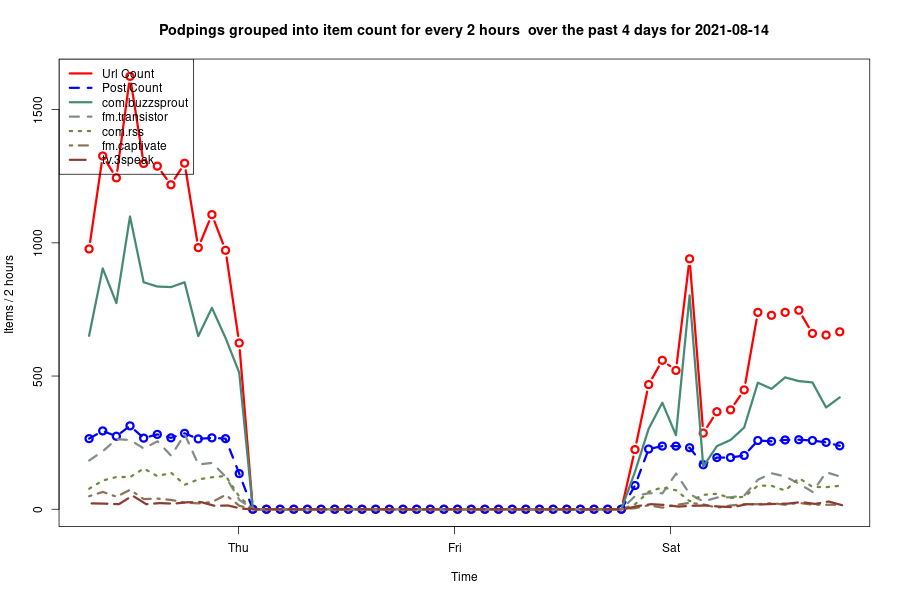 Podpings grouped into item count for every 2 hours  over the past 4 days for 2021-08-14
Url Count
Post Count
com.buzzsprout
fm.transistor
com.rss
fm.captivate
tv.3speak
1500
1000
500
0
Items / 2 hours
Thu
Fri
Sat
Time